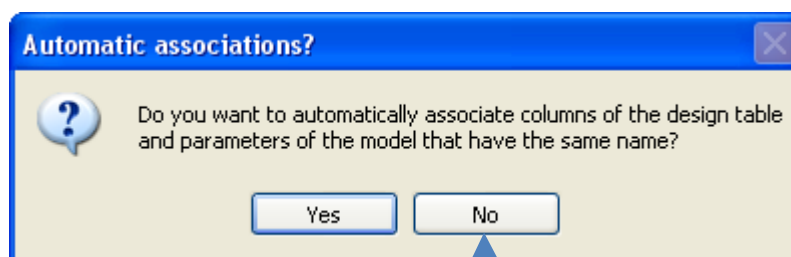 Automatic associations?
Do you want to automatically associate columns of the design table
and parameters of the model that have the same name?
Yes No